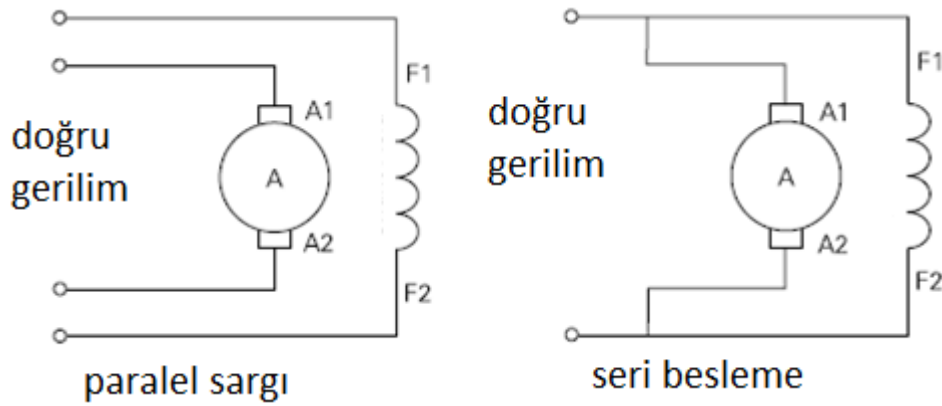 F1
A1
doğru
gerilim
A
A2
F2
paralel sargı
F1
A1
doğru
gerilim
A
A2
F2
seri besleme